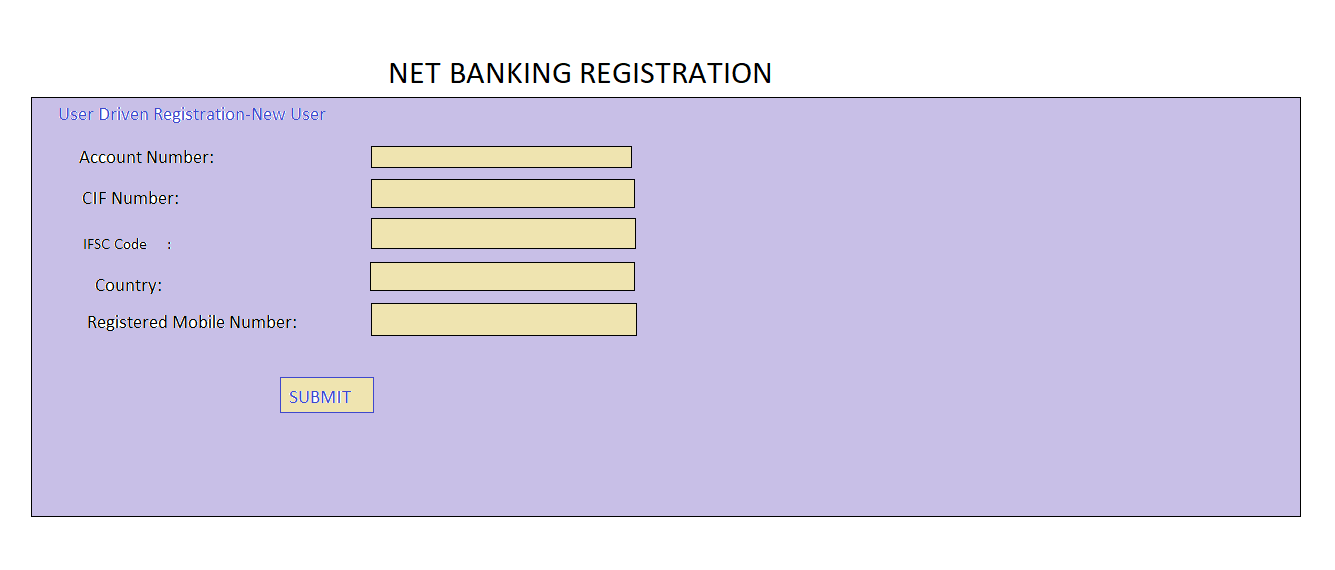 NET BANKING REGISTRATION
User Driven Registration-New User
Account Number:
CIF Number:
IFSC Code :
Country:
Registered Mobile Number:
SUBMIT